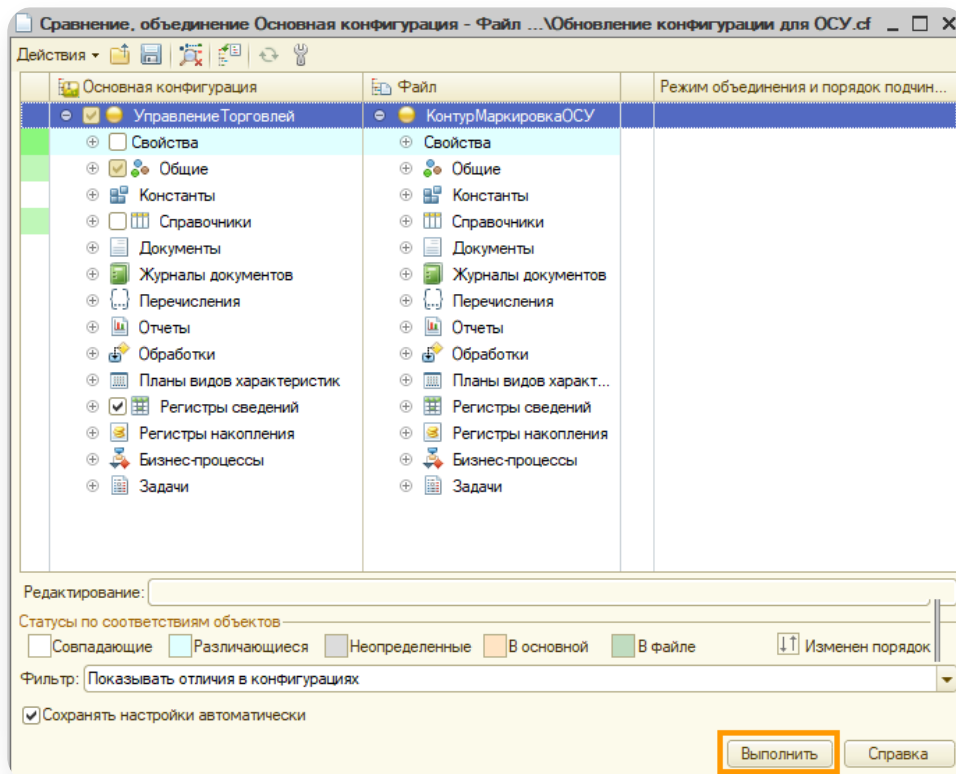 Сравнение, объединение Основная конфигурация - Файл ...\Обновление конфигурации для ОСУ.cf
Действия
Основная конфигурация Файл Режим объединения и порядок подчин...
УправлениеТорговлей КонтурМаркировкаОСУ
Свойства Свойства
Общие Общие
Константы Константы
Справочники Справочники
Документы Документы
Журналы документов Журналы документов
Перечисления Перечисления
Отчеты Отчеты
Обработки Обработки
Планы видов характеристик Планы видов характ...
Регистры сведений Регистры сведений
Регистры накопления Регистры накопления
Бизнес-процессы Бизнес-процессы
Задачи Задачи
Редактирование:
Статусы по соответствиям объектов
Совпадающие Различающиеся Неопределенные В основной В файле Изменен порядок
Фильтр: Показывать отличия в конфигурациях
Сохранять настройки автоматически
Выполнить Справка